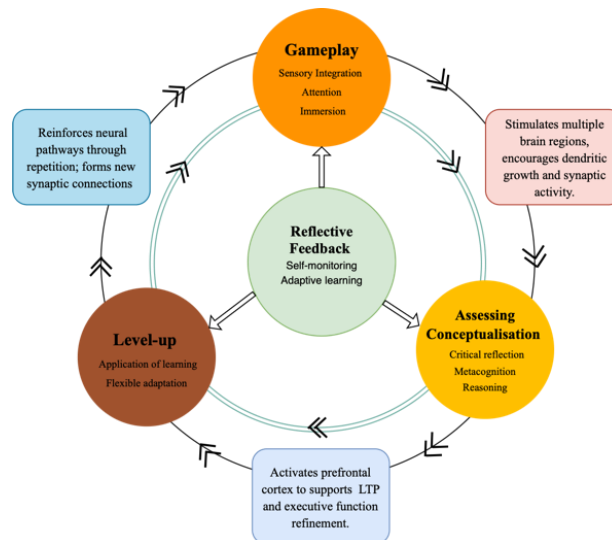 Gameplay
Sensory Integration
Attention
Immersion
Reinforces neural
pathways through
repetition; forms new
synaptic connections
Stimulates multiple
brain regions,
encourages dendritic
growth and synaptic
activity.
Reflective
Feedback
Self-monitoring
Adaptive learning
Level-up
Application of learning
Flexible adaptation
Assessing
Conceptualisation
Critical reflection
Metacognition
Reasoning
Activates prefrontal
cortex to supports LTP
and executive function
refinement.